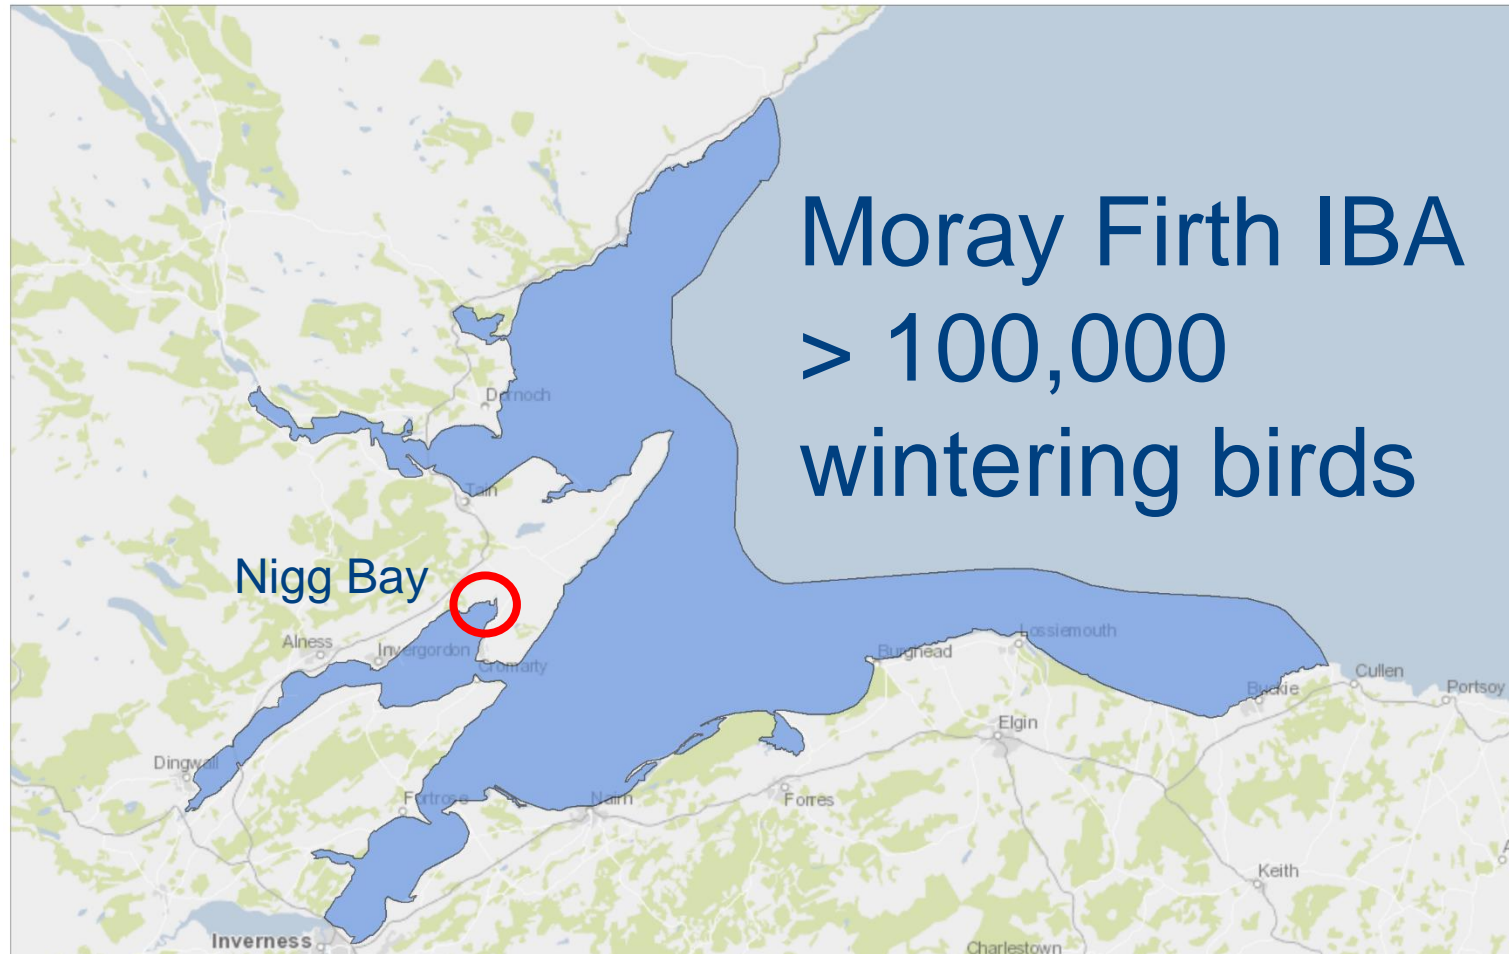 Moray Firth IBA
> 100,000
wintering birds
Dornoch
Tain
Nigg Bay
Alness
Invergordon
Cromarty
Lossiemouth
Burghead
Cullen
Buckie
Portsoy
Elgin
Dingwall
Fortrose
Nairn
Forres
Keith
Inverness
Charlestown
A